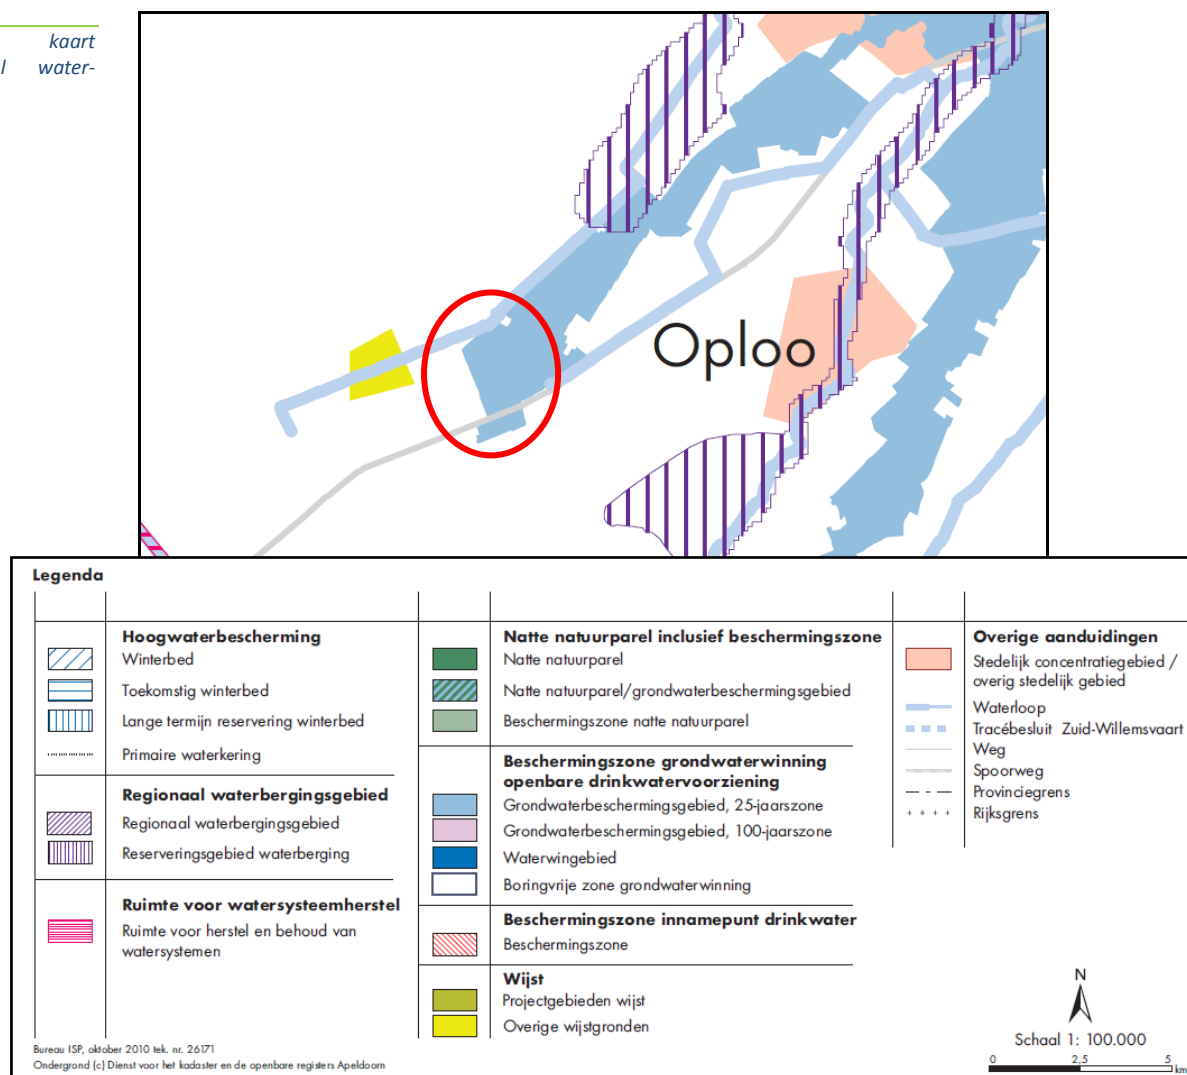 kaart
l water-
Oploo
Legenda
Hoogwaterbescherming
Winterbed
Toekomstig winterbed
Lange termijn reservering winterbed
Primaire waterkering
Regionaal waterbergingsgebied
Regionaal waterbergingsgebied
Reserveringsgebied waterberging
Ruimte voor watersysteemherstel
Ruimte voor herstel en behoud van
watersystemen
Natte natuurparel inclusief beschermingszone
Natte natuurparel
Natte natuurparel/grondwaterbeschermingsgebied
Beschermingszone natte natuurparel
Beschermingszone grondwaterwinning
openbare drinkwatervoorziening
Grondwaterbeschermingsgebied, 25-jaarszone
Grondwaterbeschermingsgebied, 100-jaarszone
Waterwingebied
Boringvrije zone grondwaterwinning
Beschermingszone innamepunt drinkwater
Beschermingszone
Wijst
Projectgebieden wijst
Overige wijstgronden
Overige aanduidingen
Stedelijk concentratiegebied /
overig stedelijk gebied
Waterloop
Tracébesluit Zuid-Willemsvaart
Weg
Spoorweg
Provinciegrens
Rijksgrens
N
Schaal 1: 100.000
0 2,5 5
km
Bureau ISP, oktober 2010 tek. nr. 26171
Ondergrond (c) Dienst voor het kadaster en de openbare registers Apeldoorn